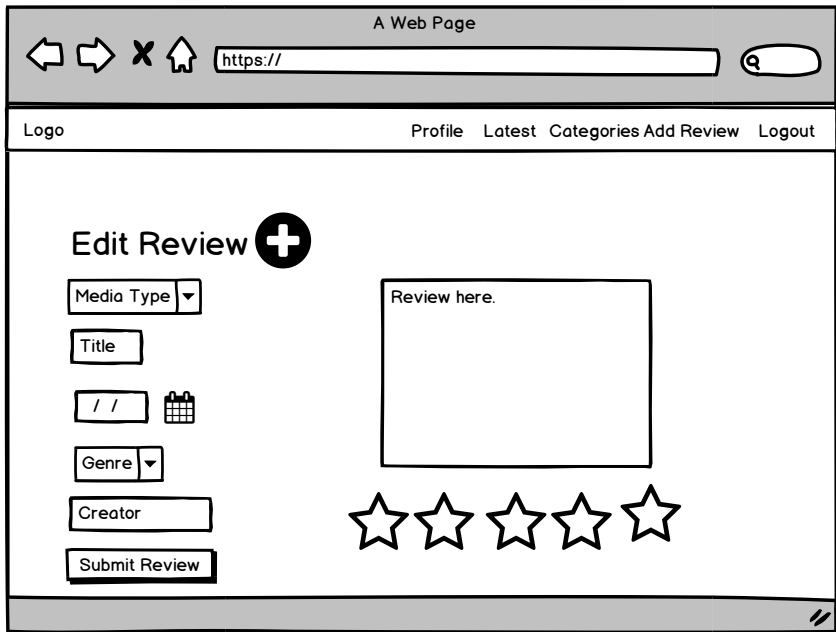 A Web Page
https://
Logo
Profile Latest Categories Add Review Logout
Edit Review
Media Type
Review here.
Title
/ /
Genre
Creator
Submit Review